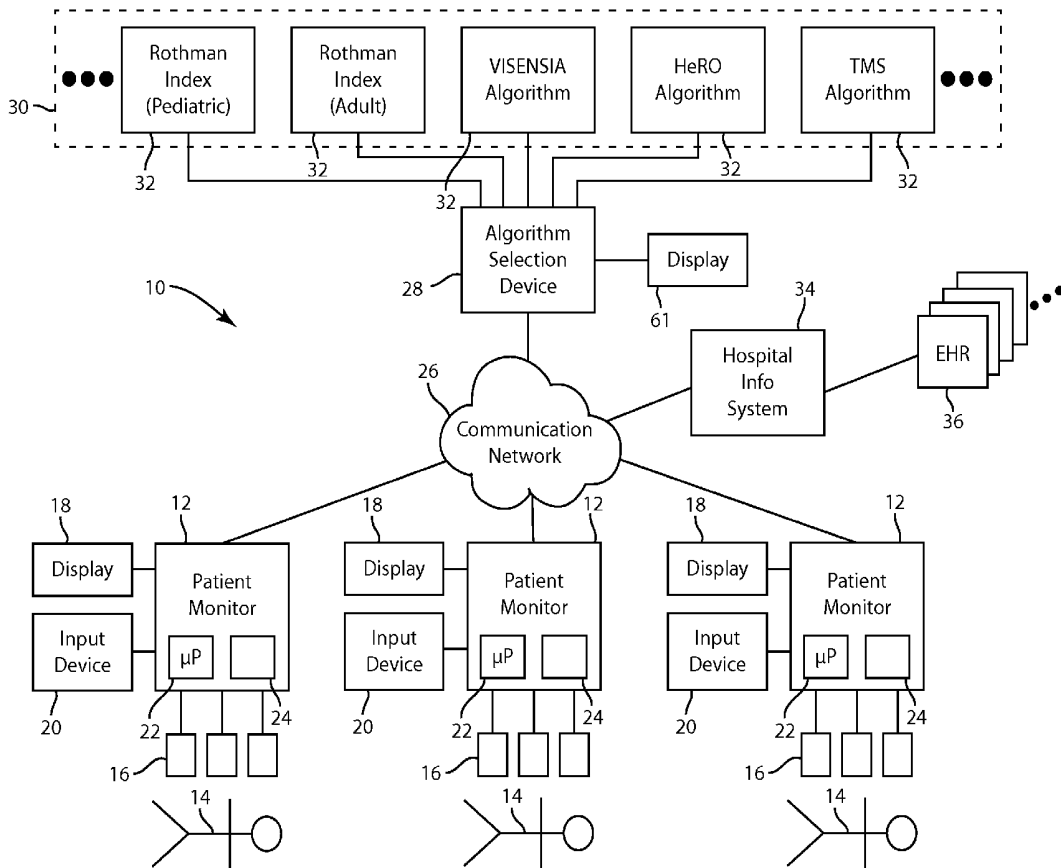 Rothman
Index
(Pediatric)
Rothman
Index
(Adult)
VISENSIA
Algorithm
HeRO
Algorithm
TMS
Algorithm
30
32
32
32
32
32
Algorithm
Selection
Device
28
Display
61
10
34
Hospital
Info
System
EHR
36
26
Communication
Network
18
12
18
12
18
12
Display
Patient
Monitor
Input
Device
μP
20
22
24
16
14
Display
Patient
Monitor
Input
Device
μP
20
22
24
16
14
Display
Patient
Monitor
Input
Device
μP
20
22
24
16
14